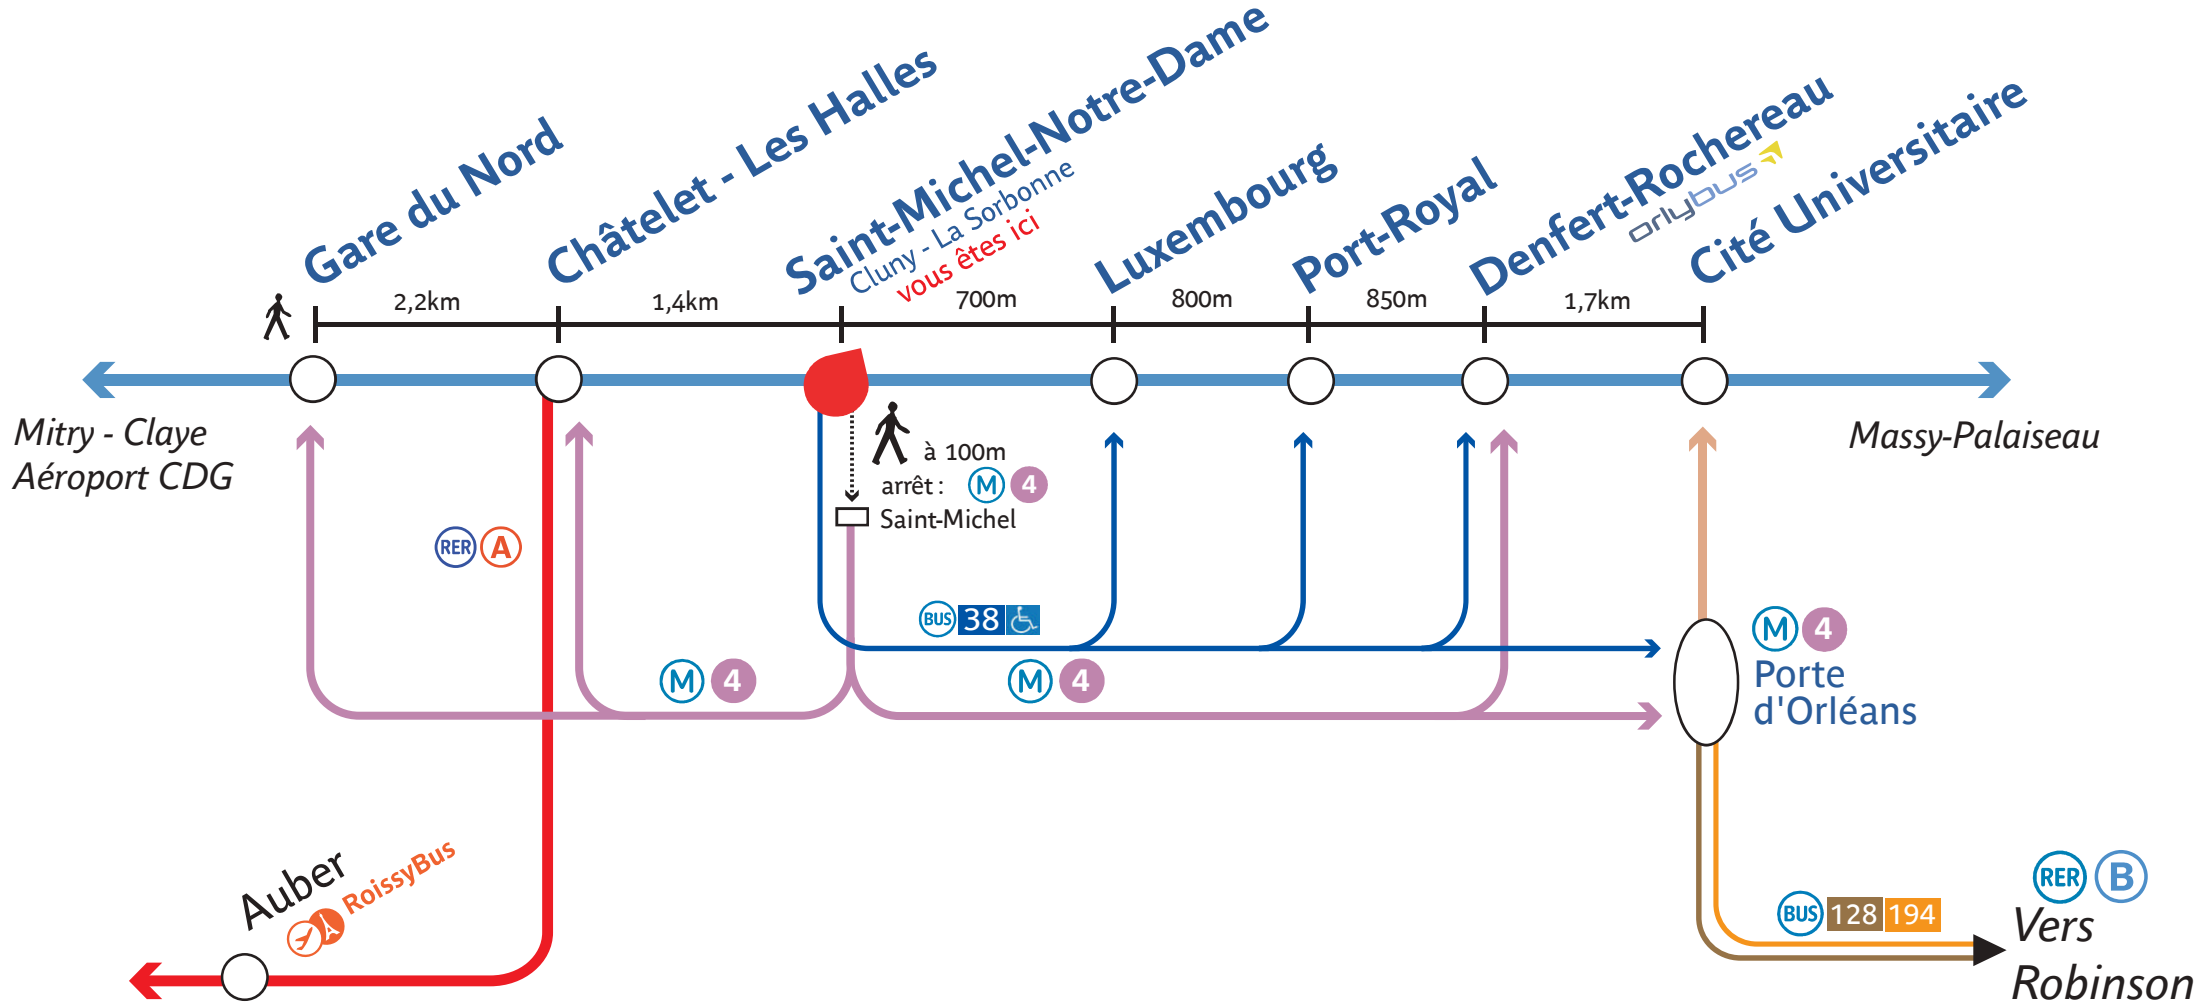 Gare du Nord
Châtelet - Les Halles
Saint-Michel-Notre-Dame
Cluny - La Sorbonne
vous êtes ici
Luxembourg
Port-Royal
Denfert-Rochereau
orlybus
Cité Universitaire
2,2km
1,4km
700m
800m
850m
1,7km
Mitry - Claye
Aéroport CDG
Massy-Palaiseau
à 100m
arrêt : M 4
Saint-Michel
RER A
BUS 38
M 4
M 4
M 4
Porte
d'Orléans
Auber
RoissyBus
BUS 128 194
RER B
Vers
Robinson